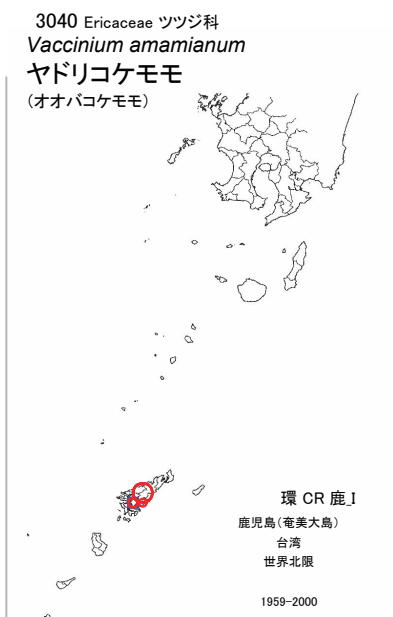 3040 Ericaceae ツツジ科
Vaccinium amamianum
ヤドリコケモモ
(オオバコケモモ)
環 CR 鹿_I
鹿児島(奄美大島)
台湾
世界北限
1959-2000